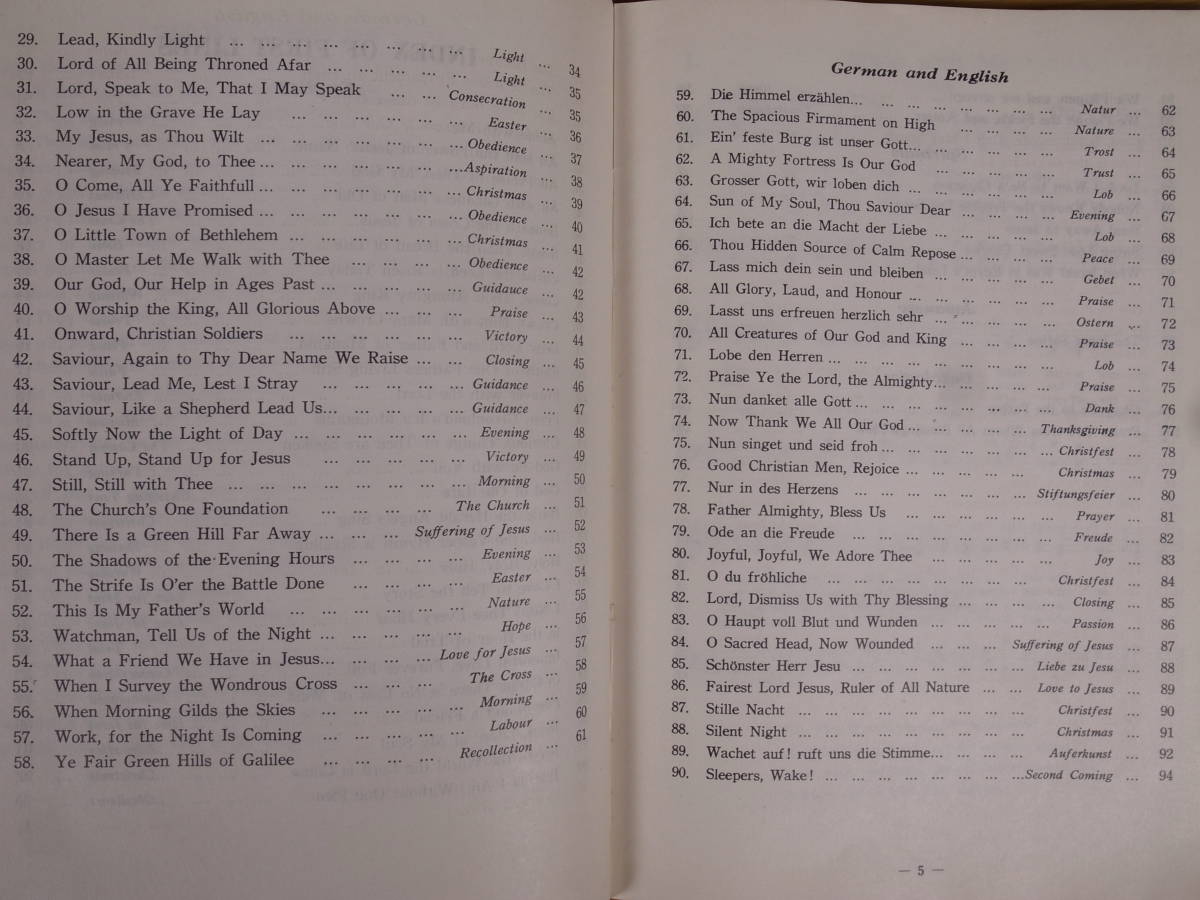 29. Lead, Kindly Light ... ... ... ... ... ... ... ... Light ... 34
30. Lord of All Being Throned Afar ... ... ... ... ... Light ... 35
31. Lord, Speak to Me, That I May Speak ... ... Consecration ... 35
32. Low in the Grave He Lay ... ... ... ... ... ... Easter ... 36
33. My Jesus, as Thou Wilt ... ... ... ... ... ... ...Obedience ... 37
34. Nearer, My God, to Thee... ... ... ... ... ...Aspiration ... 38
35. O Come, All Ye Faithfull... ... ... ... ... ... Christmas ... 39
36. O Jesus I Have Promised... ... ... ... ... ... Obedience ... 40
37. O Little Town of Bethlehem ... ... ... ... ... Christmas ... 41
38. O Master Let Me Walk with Thee ... ... ... ... Obedience ... 42
39. Our God, Our Help in Ages Past... ... ... ... Guidauce ... 42
40. O Worship the King, All Glorious Above ... ... ... Praise ... 43
41. Onward, Christian Soldiers ... ... ... ... ... Victory ... 44
42. Saviour, Again to Thy Dear Name We Raise ... ... Closing ... 45
43. Saviour, Lead Me, Lest I Stray ... ... ... ... Guidance ... 46
44. Saviour, Like a Shepherd Lead Us... ... ... ... Guidance ... 47
45. Softly Now the Light of Day ... ... ... ... ... Evening ... 48
46. Stand Up, Stand Up for Jesus ... ... ... ... ... Victory ... 49
47. Still, Still with Thee ... ... ... ... ... ... ... Morning ... 50
48. The Church's One Foundation ... ... ... ... The Church ... 51
49. There Is a Green Hill Far Away ... ... ... Suffering of Jesus ... 52
50. The Shadows of the Evening Hours ... ... ... ... Evening ... 53
51. The Strife Is O'er the Battle Done ... ... ... ... Easter ... 54
52. This Is My Father's World ... ... ... ... ... ... Nature ... 55
53. Watchman, Tell Us of the Night ... ... ... ... ... Hope ... 56
54. What a Friend We Have in Jesus... ... ... ... Love for Jesus ... 57
55. When I Survey the Wondrous Cross ... ... ... The Cross ... 58
56. When Morning Gilds the Skies ... ... ... ... ... Morning ... 59
57. Work, for the Night Is Coming ... ... ... ... ... Labour ... 60
58. Ye Fair Green Hills of Galilee ... ... ... ... Recollection ... 61
German and English
59. Die Himmel erzählen... ... ... ... ... ... ... ... Natur ... 62
60. The Spacious Firmament on High ... ... ... ... Nature ... 63
61. Ein' feste Burg ist unser Gott... ... ... ... ... ... Trost ... 64
62. A Mighty Fortress Is Our God ... ... ... ... ... Trust ... 65
63. Grosser Gott, wir loben dich ... ... ... ... ... ... Lob ... 66
64. Sun of My Soul, Thou Saviour Dear ... ... ... ... Evening ... 67
65. Ich bete an die Macht der Liebe ... ... ... ... ... Lob ... 68
66. Thou Hidden Source of Calm Repose... ... ... ... Peace ... 69
67. Lass mich dein sein und bleiben ... ... ... ... ... Gebet ... 70
68. All Glory, Laud, and Honour ... ... ... ... ... ... Praise ... 71
69. Lasst uns erfreuen herzlich sehr ... ... ... ... ... Ostern ... 72
70. All Creatures of Our God and King ... ... ... ... Praise ... 73
71. Lobe den Herren ... ... ... ... ... ... ... ... ... Lob ... 74
72. Praise Ye the Lord, the Almighty... ... ... ... ... Praise ... 75
73. Nun danket alle Gott... ... ... ... ... ... ... ... Dank ... 76
74. Now Thank We All Our God... ... ... ... ... Thanksgiving ... 77
75. Nun singet und seid froh... ... ... ... ... ... ... Christfest ... 78
76. Good Christian Men, Rejoice ... ... ... ... ... Christmas ... 79
77. Nur in des Herzens ... ... ... ... ... ... ... Stiftungsfeier ... 80
78. Father Almighty, Bless Us ... ... ... ... ... ... Prayer ... 81
79. Ode an die Freude ... ... ... ... ... ... ... ... Freude ... 82
80. Joyful, Joyful, We Adore Thee ... ... ... ... ... Joy ... 83
81. O du fröhliche ... ... ... ... ... ... ... ... ... Christfest ... 84
82. Lord, Dismiss Us with Thy Blessing ... ... ... ... Closing ... 85
83. O Haupt voll Blut und Wunden ... ... ... ... ... Passion ... 86
84. O Sacred Head, Now Wounded ... ... ... Suffering of Jesus ... 87
85. Schönster Herr Jesu ... ... ... ... ... ... ... Liebe zu Jesu ... 88
86. Fairest Lord Jesus, Ruler of All Nature ... ... Love to Jesus ... 89
87. Stille Nacht ... ... ... ... ... ... ... ... ... Christfest ... 90
88. Silent Night ... ... ... ... ... ... ... ... ... Christmas ... 91
89. Wachet auf! ruft uns die Stimme... ... ... ... Auferkunst ... 92
90. Sleepers, Wake! ... ... ... ... ... ... ... ...Second Coming ... 94
— 5 —